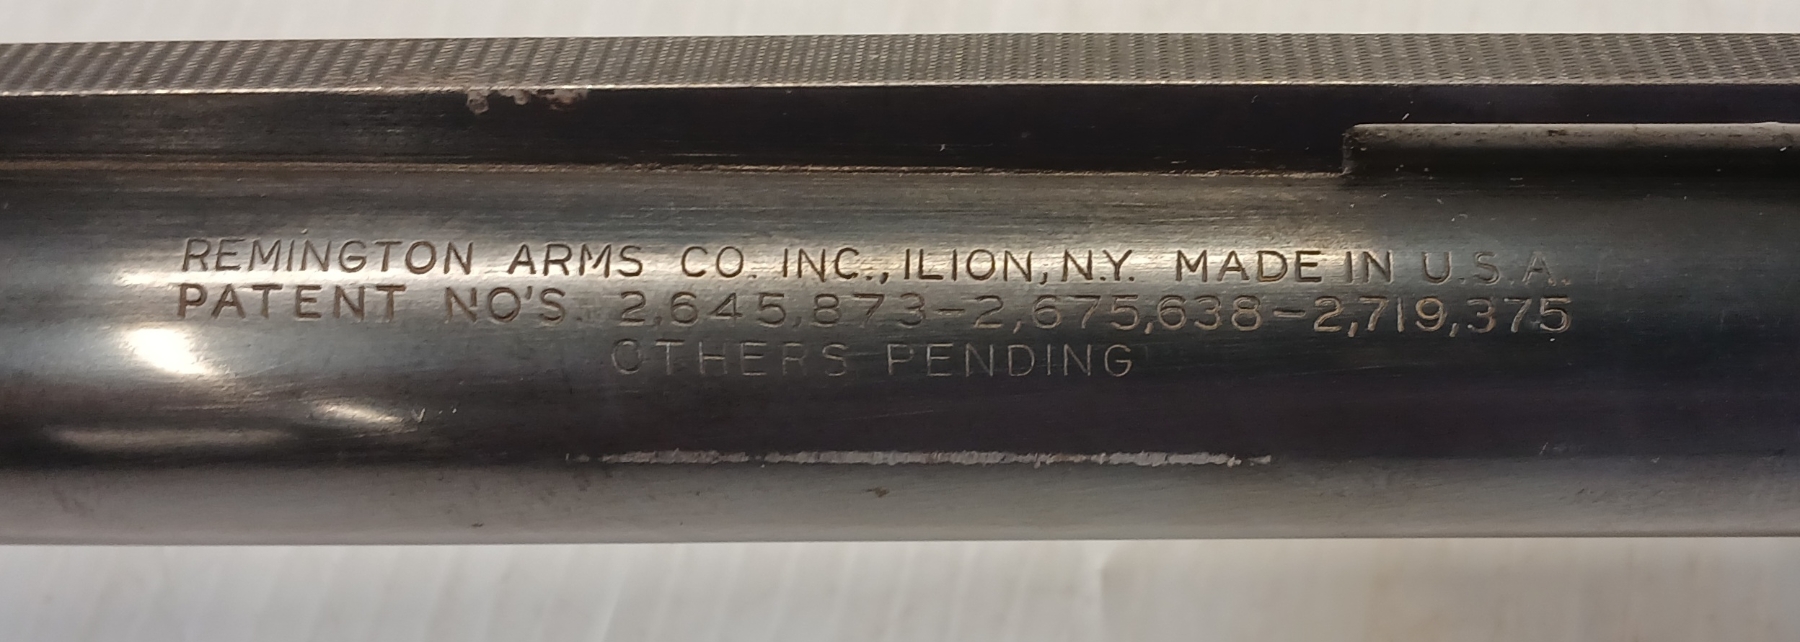 REMINGTON ARMS CO. INC., ILION, N.Y. MADE IN U.S.A.
PATENT NO'S. 2,645,873-2,675,638-2,719,375
OTHERS PENDING